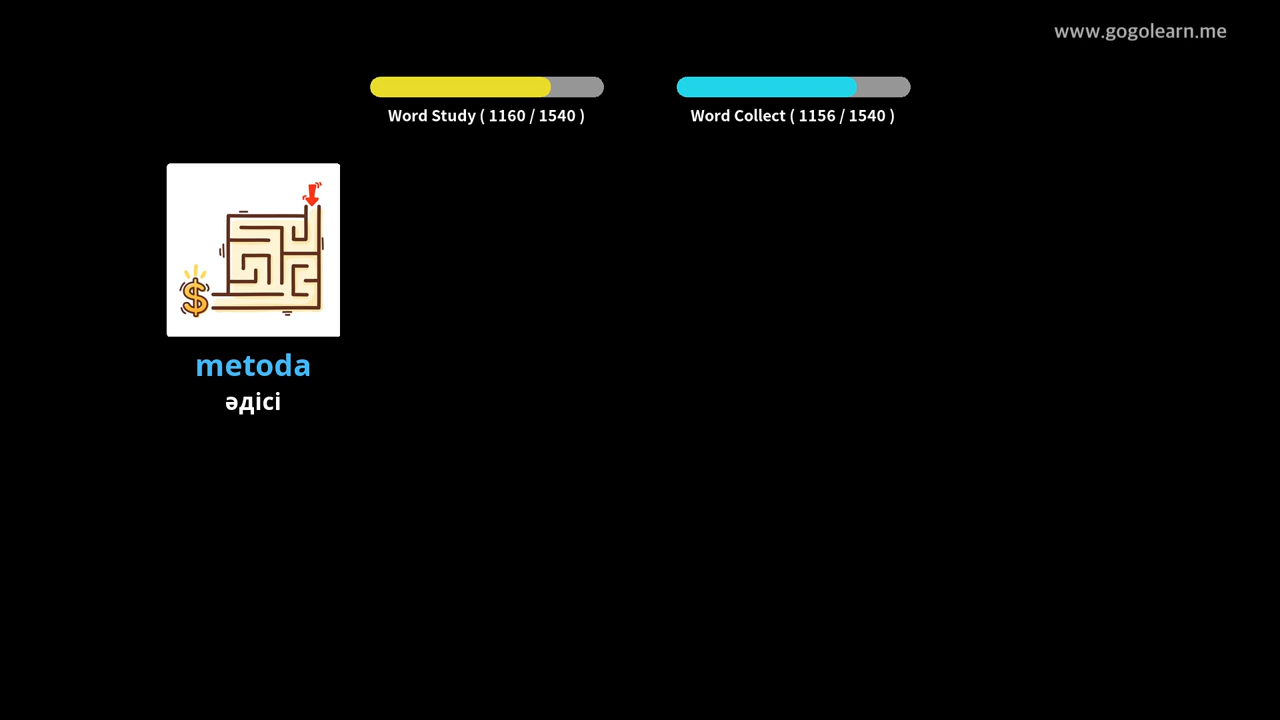 www.gogolearn.me
Word Study ( 1160 / 1540 )
Word Collect ( 1156 / 1540 )
$
metoda
әдісі